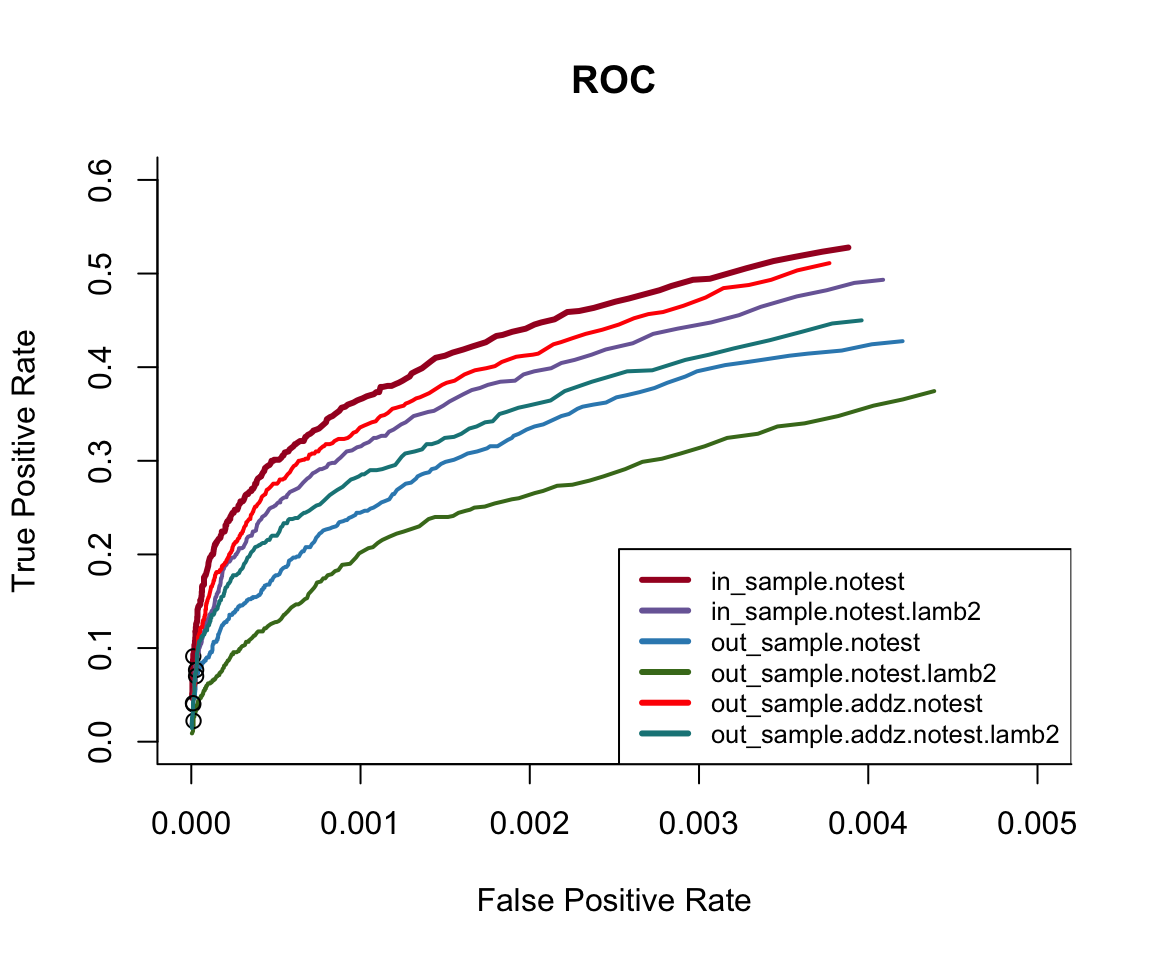 ROC
True Positive Rate
0.6
0.5
0.4
0.3
0.2
0.1
0.0
in_sample.notest
in_sample.notest.lamb2
out_sample.notest
out_sample.notest.lamb2
out_sample.addz.notest
out_sample.addz.notest.lamb2
0.000 0.001 0.002 0.003 0.004 0.005
False Positive Rate